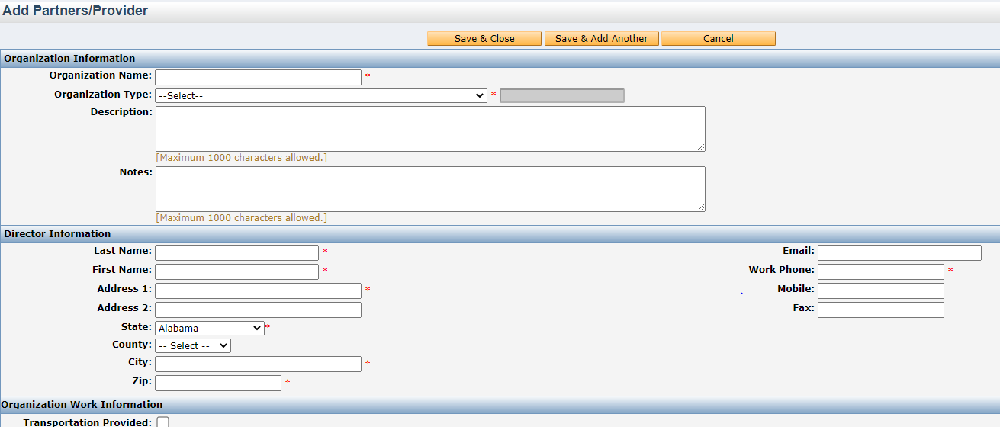 Add Partners/Provider
Save & Close Save & Add Another Cancel
Organization Information
Organization Name: *
Organization Type: --Select-- *
Description:
[Maximum 1000 characters allowed.]
Notes:
[Maximum 1000 characters allowed.]
Director Information
Last Name: * Email:
First Name: * Work Phone: *
Address 1: * Mobile:
Address 2: Fax:
State: Alabama *
County: -- Select --
City: *
Zip: *
Organization Work Information
Transportation Provided: